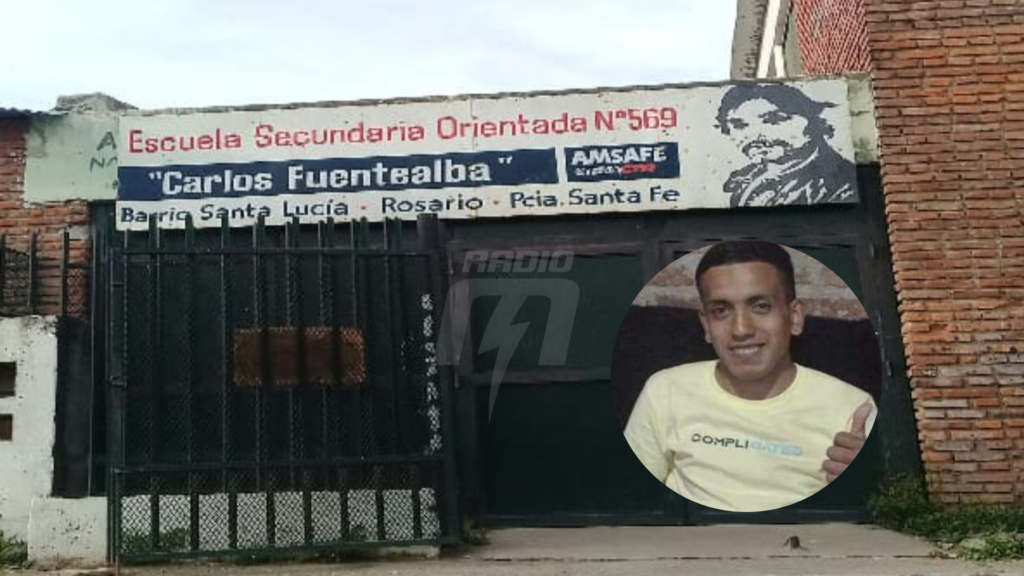 Escuela Secundaria Orientada Nº569
"Carlos Fuentealba"
AMSAFE
Barrio Santa Lucía - Rosario - Pcia. Santa Fe
RADIO
COMPLICATED